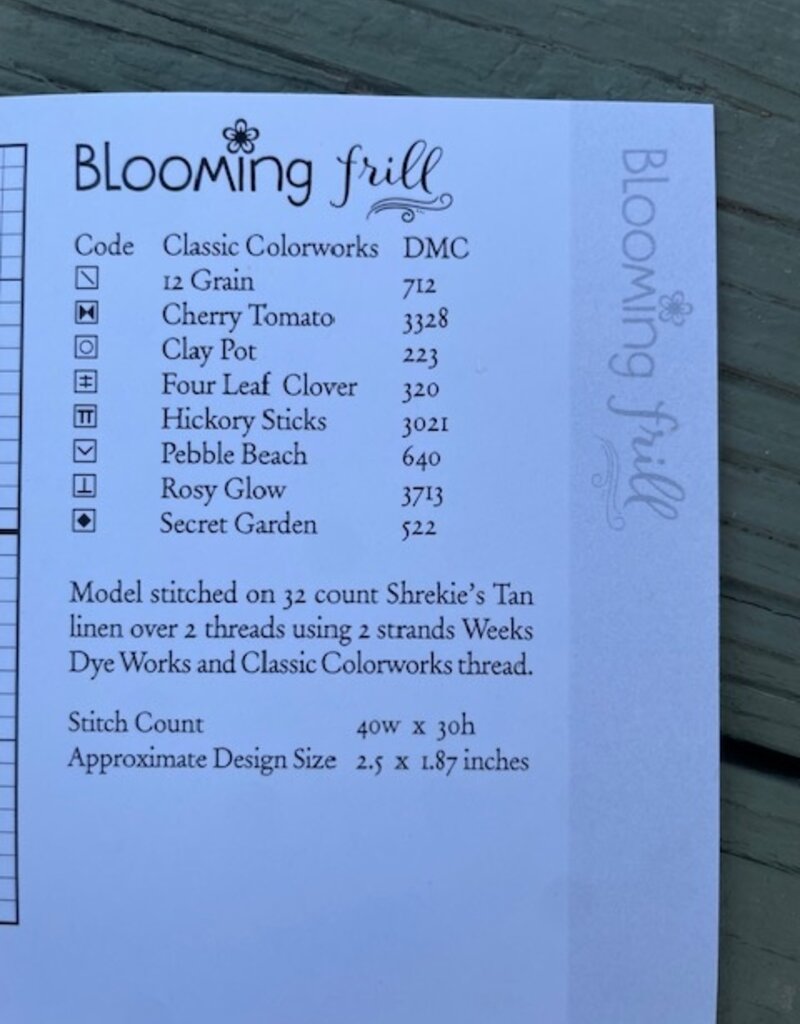 BLooMing frill
Code Classic Colorworks DMC
12 Grain 712
Cherry Tomato 3328
Clay Pot 223
Four Leaf Clover 320
Hickory Sticks 3021
Pebble Beach 640
Rosy Glow 3713
Secret Garden 522
Model stitched on 32 count Shrekie's Tan
linen over 2 threads using 2 strands Weeks
Dye Works and Classic Colorworks thread.
Stitch Count 40w x 30h
Approximate Design Size 2.5 x 1.87 inches
BLooMing frill